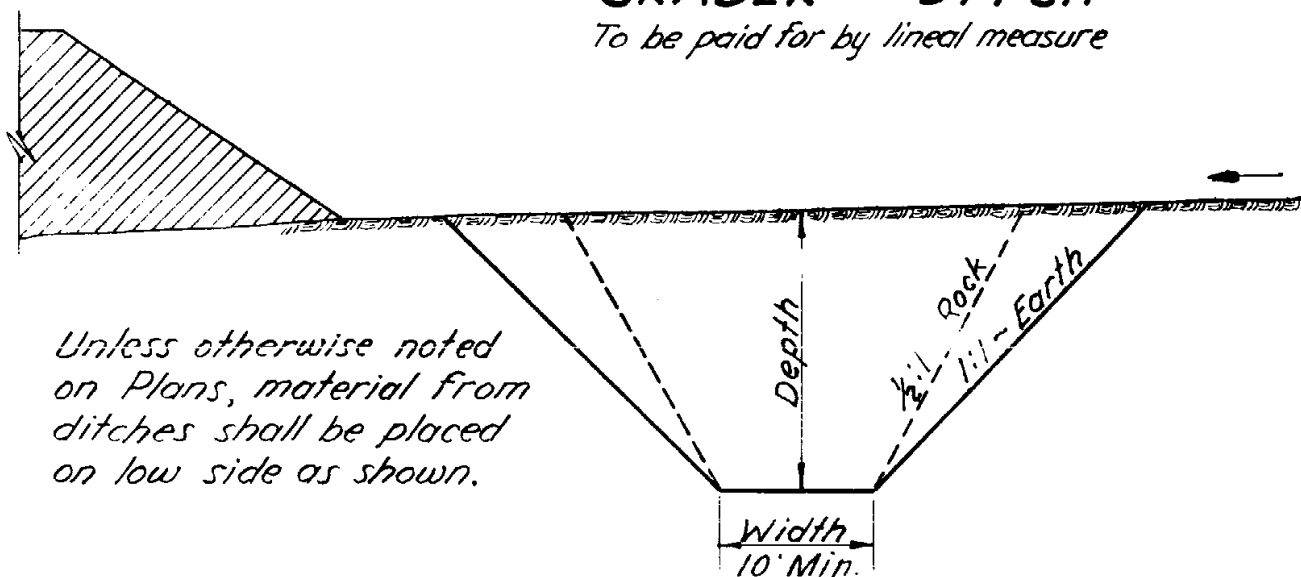 To be paid for by lineal measure
Rock
½:1
1:1 ~ Earth
Depth
Unless otherwise noted
on Plans, material from
ditches shall be placed
on low side as shown.
Width
10' Min.